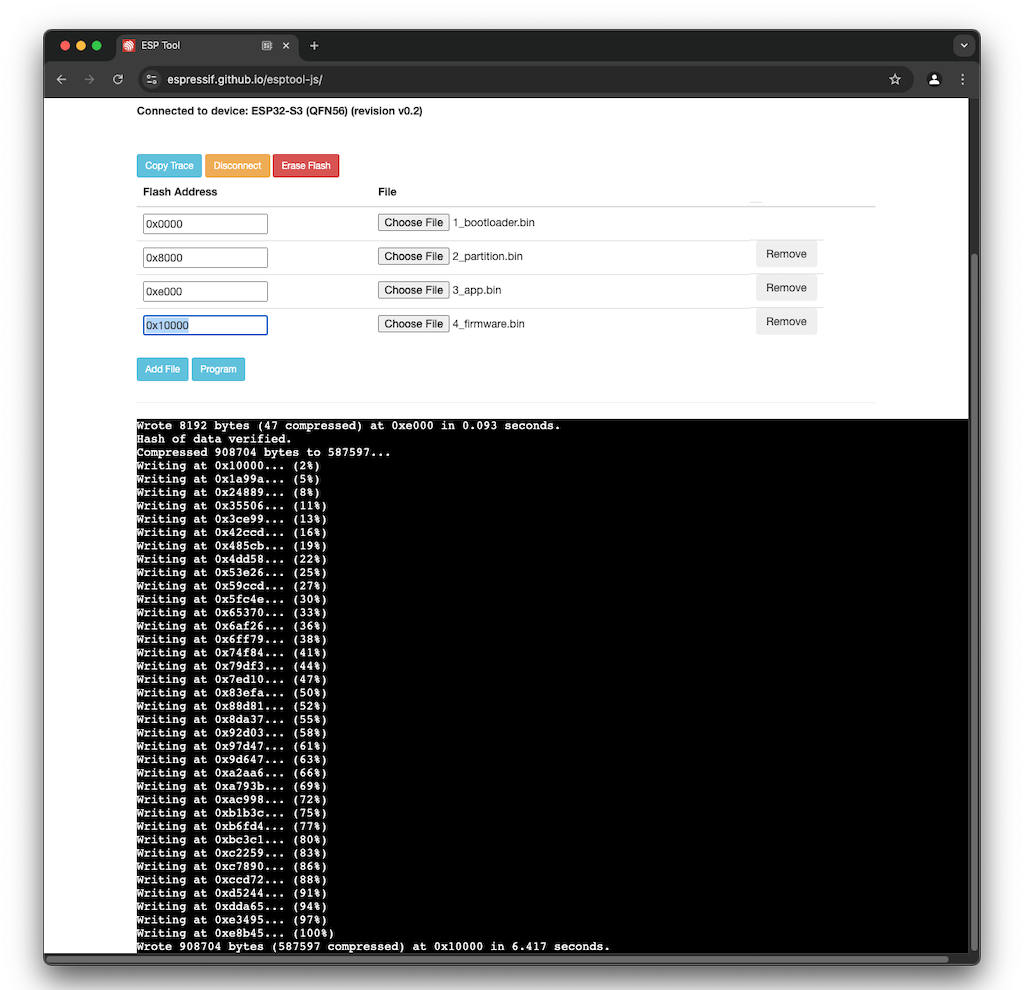 ESP Tool
espressif.github.io/esptool-js/
Connected to device: ESP32-S3 (QFN56) (revision v0.2)
Copy Trace Disconnect Erase Flash
Flash Address File
0x0000 Choose File 1_bootloader.bin
0x8000 Choose File 2_partition.bin Remove
0xe000 Choose File 3_app.bin Remove
0x10000 Choose File 4_firmware.bin Remove
Add File Program
Wrote 8192 bytes (47 compressed) at 0xe000 in 0.093 seconds.
Hash of data verified.
Compressed 908704 bytes to 587597...
Writing at 0x10000... (2%)
Writing at 0x1a99a... (5%)
Writing at 0x24889... (8%)
Writing at 0x35506... (11%)
Writing at 0x3ce99... (13%)
Writing at 0x42ccd... (16%)
Writing at 0x485cb... (19%)
Writing at 0x4dd58... (22%)
Writing at 0x53e26... (25%)
Writing at 0x59ccd... (27%)
Writing at 0x5fc4e... (30%)
Writing at 0x65370... (33%)
Writing at 0x6af26... (36%)
Writing at 0x6ff79... (38%)
Writing at 0x74f84... (41%)
Writing at 0x79df3... (44%)
Writing at 0x7ed10... (47%)
Writing at 0x83efa... (50%)
Writing at 0x88d81... (52%)
Writing at 0x8da37... (55%)
Writing at 0x92d03... (58%)
Writing at 0x97d47... (61%)
Writing at 0x9d647... (63%)
Writing at 0xa2aa6... (66%)
Writing at 0xa793b... (69%)
Writing at 0xac998... (72%)
Writing at 0xb1b3c... (75%)
Writing at 0xb6fd4... (77%)
Writing at 0xbc3c1... (80%)
Writing at 0xc2259... (83%)
Writing at 0xc7890... (86%)
Writing at 0xccd72... (88%)
Writing at 0xd5244... (91%)
Writing at 0xdda65... (94%)
Writing at 0xe3495... (97%)
Writing at 0xe8b45... (100%)
Wrote 908704 bytes (587597 compressed) at 0x10000 in 6.417 seconds.